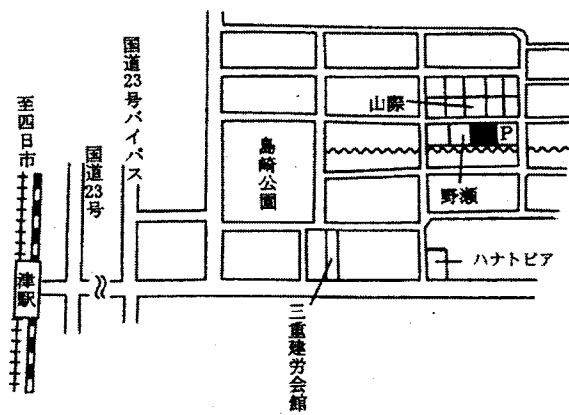 至四日市
国道23号
国道23号バイパス
島崎公園
山際
P
野瀬
ハナトピア
津駅
三重建労会館